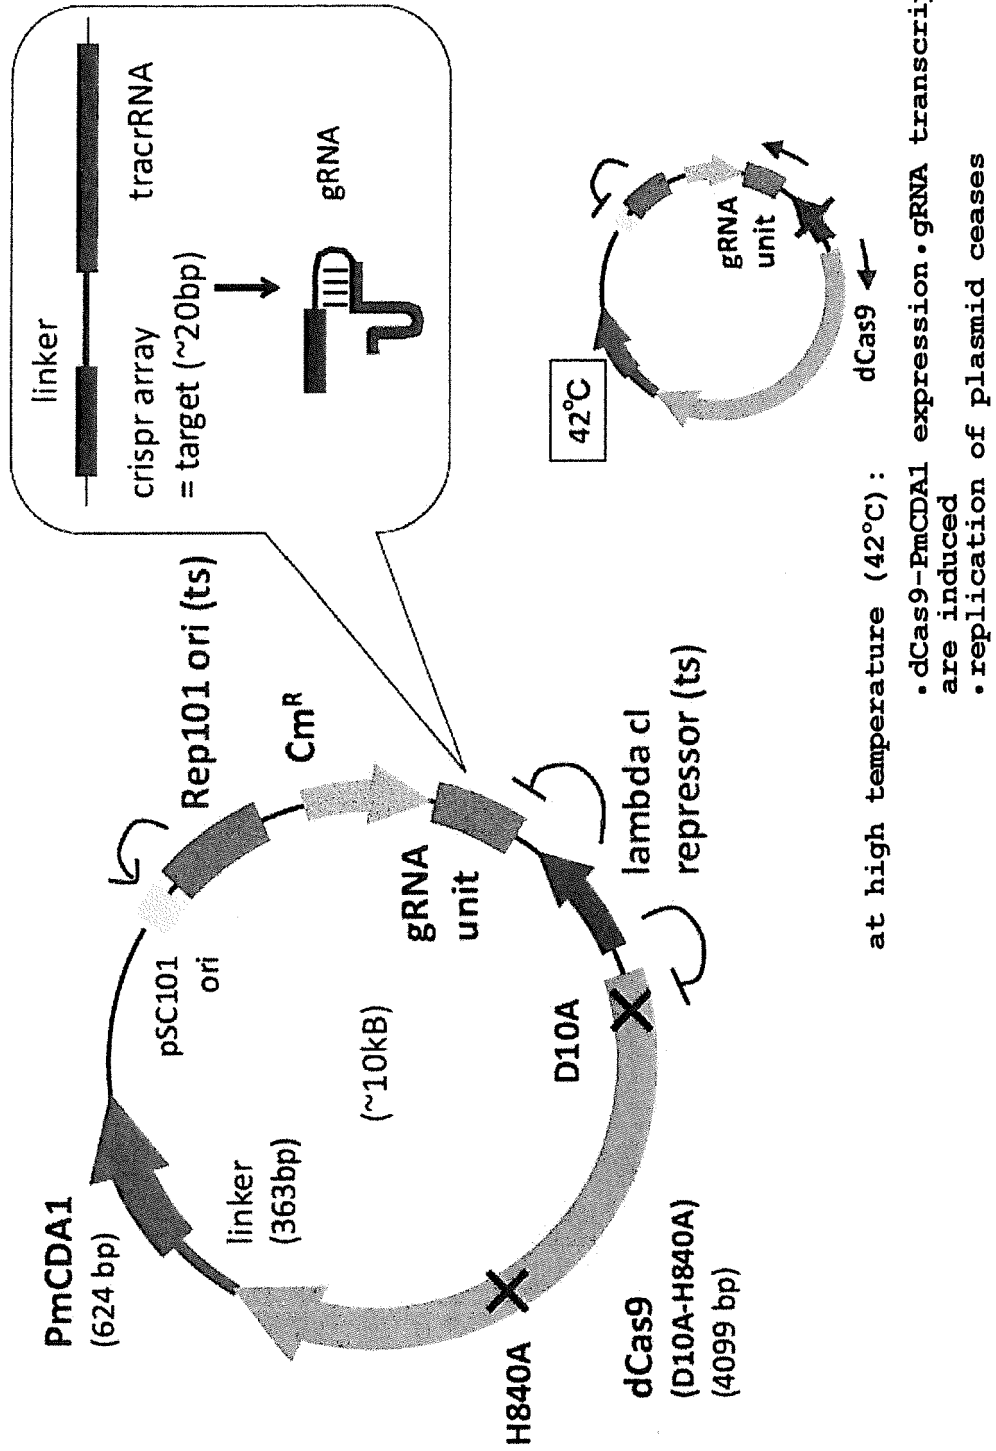 linker
crispr array
= target (~20bp)
tracrRNA
gRNA
PmCDA1
(624 bp)
linker
(363bp)
pSC101
ori
Rep101 ori (ts)
Cm^R
(~10kB)
gRNA
unit
lambda cI
repressor (ts)
D10A
H840A
dCas9
(D10A-H840A)
(4099 bp)
42°C
gRNA
unit
dCas9
at high temperature (42°C):
•dCas9-PmCDA1 expression•gRNA transcrip
are induced
•replication of plasmid ceases